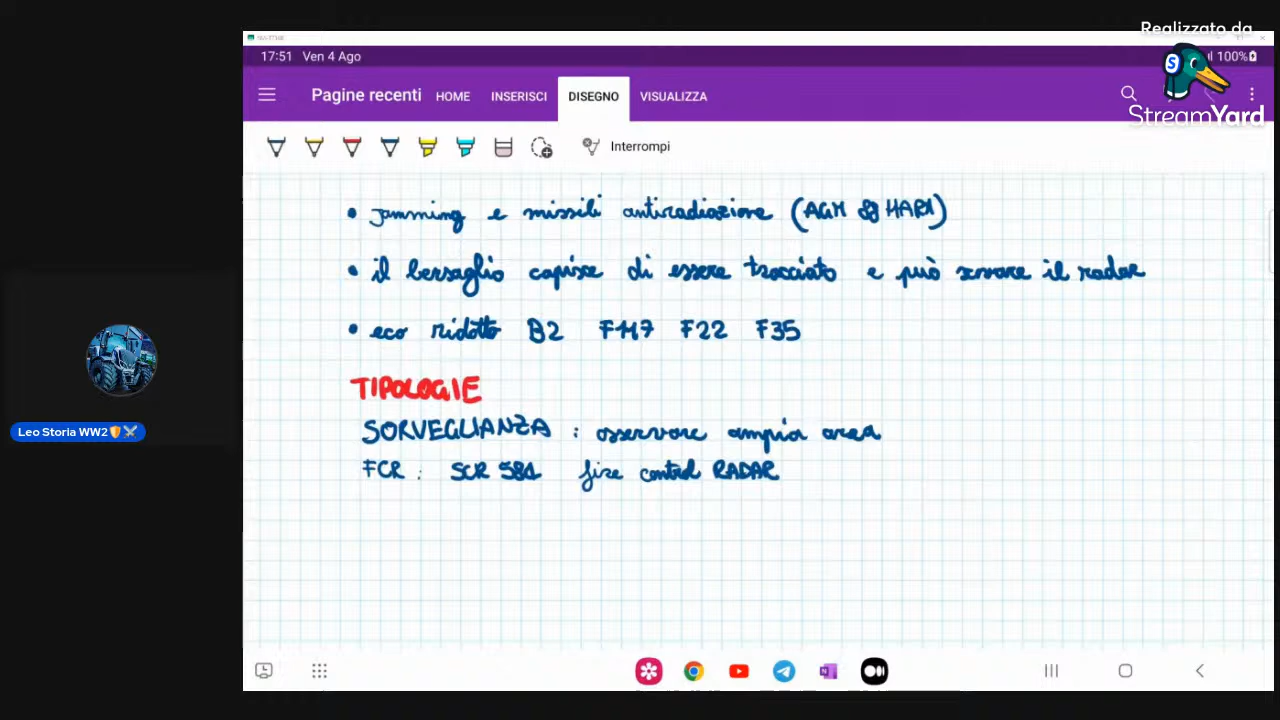 Realizzato da
StreamYard
17:51 Ven 4 Ago
100%
Pagine recenti HOME INSERISCI DISEGNO VISUALIZZA
Interrompi
• jamming e missili antiradiazione (AGM 88 HARM)
• il bersaglio capisce di essere tracciato e può il radar
• eco ridotto B2 F117 F22 F35
TIPOLOGIE
SORVEGLIANZA : osservare ampia area
FCR : SCR 584 fire control RADAR
Leo Storia WW2🛡️⚔️